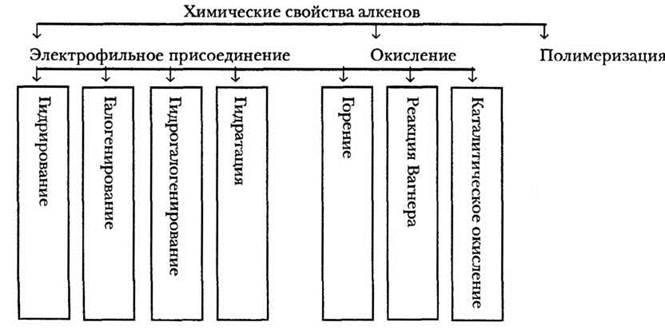 Химические свойства алкенов
Электрофильное присоединение
Окисление
Полимеризация
Гидрирование
Галогенирование
Гидрогалогенирование
Гидратация
Горение
Реакция Вагнера
Каталитическое окисление